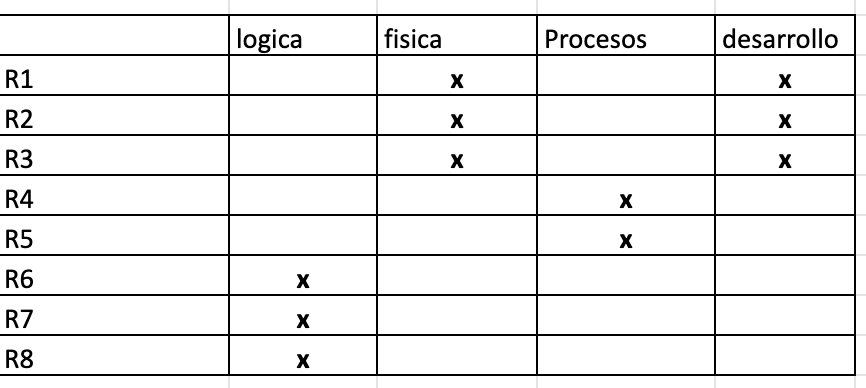 logica fisica Procesos desarrollo
R1 x x
R2 x x
R3 x x
R4 x
R5 x
R6 x
R7 x
R8 x